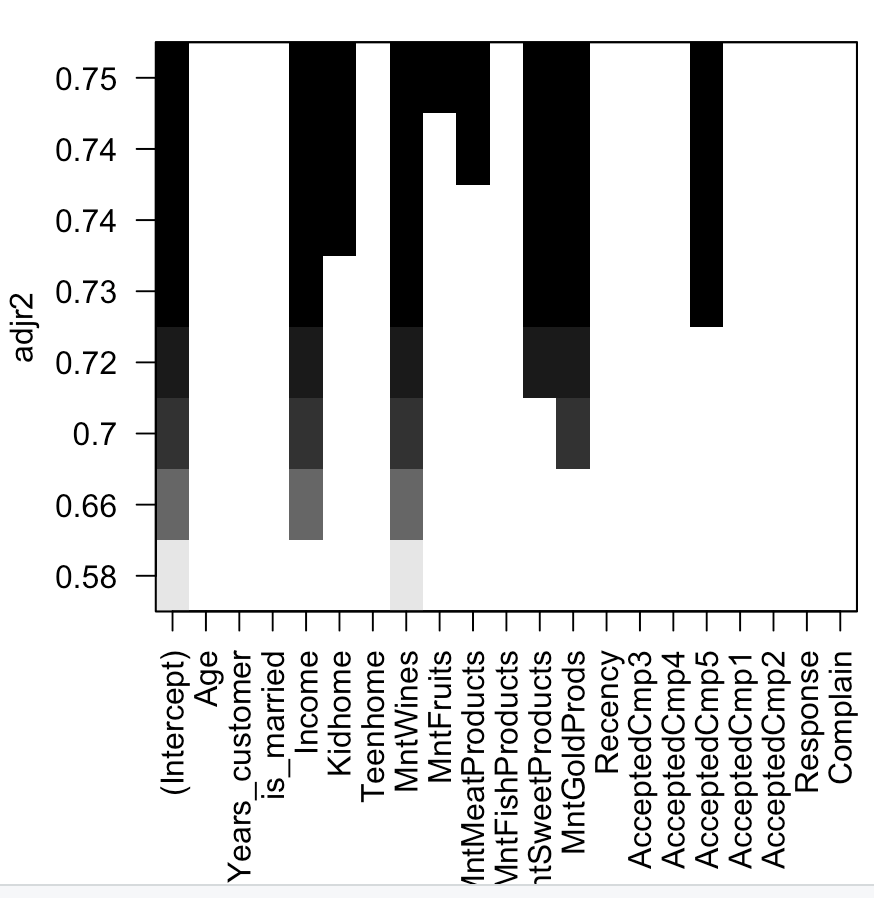 adjr2
0.75
0.74
0.74
0.73
0.72
0.7
0.66
0.58
(Intercept)
Age
Years_customer
is_married
Income
Kidhome
Teenhome
MntWines
MntFruits
MntMeatProducts
MntFishProducts
ntSweetProducts
MntGoldProds
Recency
AcceptedCmp3
AcceptedCmp4
AcceptedCmp5
AcceptedCmp1
AcceptedCmp2
Response
Complain